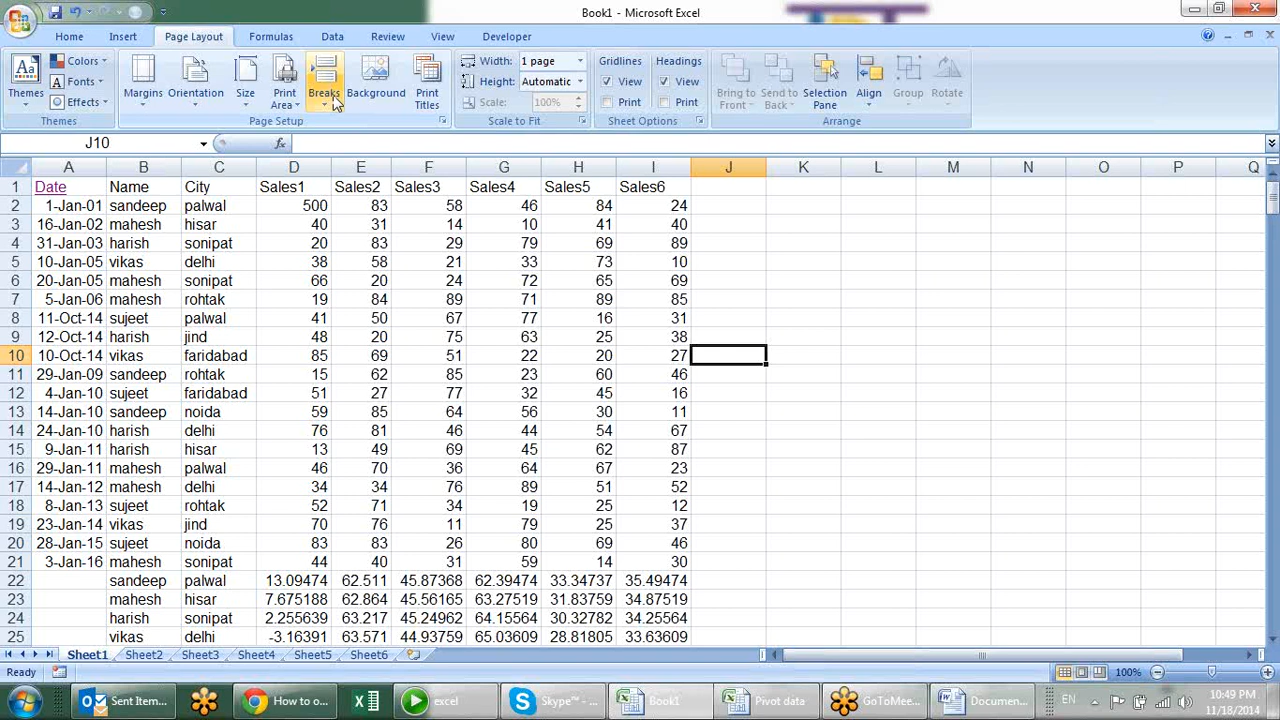 Book1 - Microsoft Excel
Home Insert Page Layout Formulas Data Review View Developer
Colors Width: 1 page Gridlines Headings
Fonts Height: Automatic View View
Themes Effects Margins Orientation Size Print Area Breaks Background Print Titles Scale: 100% Print Print Bring to Front Send to Back Selection Pane Align Group Rotate
Themes Page Setup Scale to Fit Sheet Options Arrange
J10 fx
A B C D E F G H I J K L M N O P Q
1 Date Name City Sales1 Sales2 Sales3 Sales4 Sales5 Sales6
2 1-Jan-01 sandeep palwal 500 83 58 46 84 24
3 16-Jan-02 mahesh hisar 40 31 14 10 41 40
4 31-Jan-03 harish sonipat 20 83 29 79 69 89
5 10-Jan-05 vikas delhi 38 58 21 33 73 10
6 20-Jan-05 mahesh sonipat 66 20 24 72 65 69
7 5-Jan-06 mahesh rohtak 19 84 89 71 89 85
8 11-Oct-14 sujeet palwal 41 50 67 77 16 31
9 12-Oct-14 harish jind 48 20 75 63 25 38
10 10-Oct-14 vikas faridabad 85 69 51 22 20 27
11 29-Jan-09 sandeep rohtak 15 62 85 23 60 46
12 4-Jan-10 sujeet faridabad 51 27 77 32 45 16
13 14-Jan-10 sandeep noida 59 85 64 56 30 11
14 24-Jan-10 harish delhi 76 81 46 44 54 67
15 9-Jan-11 harish hisar 13 49 69 45 62 87
16 29-Jan-11 mahesh palwal 46 70 36 64 67 23
17 14-Jan-12 mahesh delhi 34 34 76 89 51 52
18 8-Jan-13 sujeet rohtak 52 71 34 19 25 12
19 23-Jan-14 vikas jind 70 76 11 79 25 37
20 28-Jan-15 sujeet noida 83 83 26 80 69 46
21 3-Jan-16 mahesh sonipat 44 40 31 59 14 30
22 sandeep palwal 13.09474 62.511 45.87368 62.39474 33.34737 35.49474
23 mahesh hisar 7.675188 62.864 45.56165 63.27519 31.83759 34.87519
24 harish sonipat 2.255639 63.217 45.24962 64.15564 30.32782 34.25564
25 vikas delhi -3.16391 63.571 44.93759 65.03609 28.81805 33.63609
Sheet1 Sheet2 Sheet3 Sheet4 Sheet5 Sheet6
Ready 100%
Sent Item... How to o... excel Skype™ - ... Book1 Pivot data GoToMee... Documen... EN 10:49 PM
11/18/2014